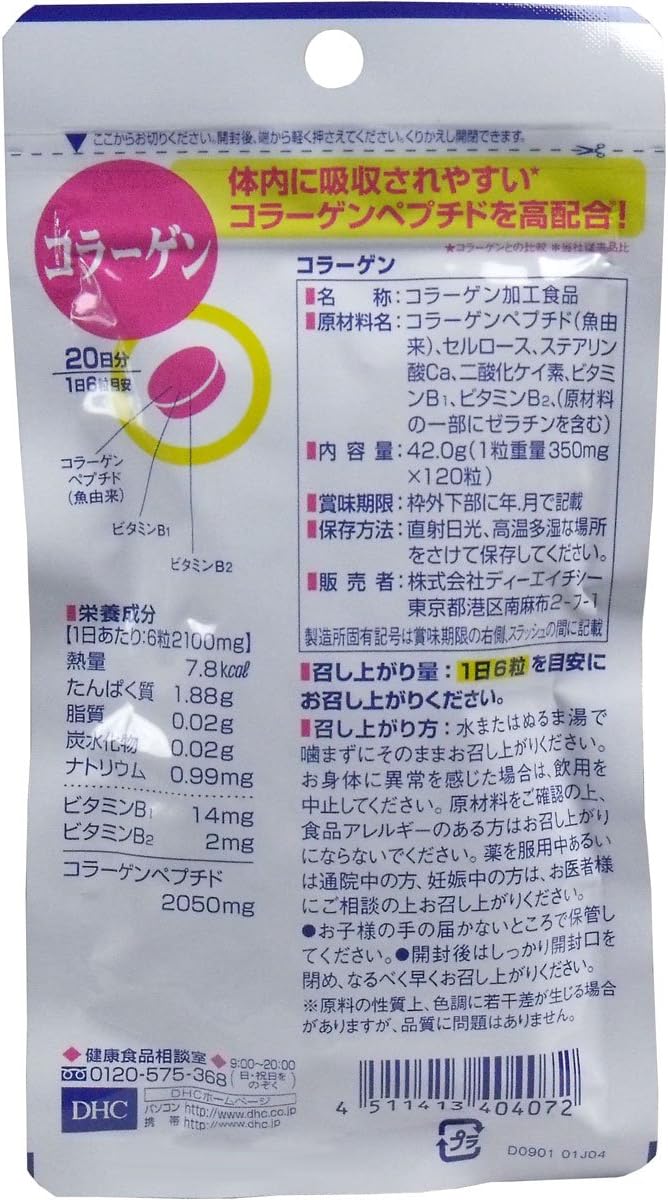 ここからお切りください。開封後、端から軽く押さえてください。くりかえし開閉できます。
体内に吸収されやすい*
コラーゲンペプチドを高配合*!
★コラーゲンとの比較 ※当社従来品比
コラーゲン
20日分
1日6粒目安
コラーゲン
ペプチド
(魚由来)
ビタミンB1
ビタミンB2
コラーゲン
■名　　称:コラーゲン加工食品
■原材料名:コラーゲンペプチド(魚由
来)、セルロース、ステアリン
酸Ca、二酸化ケイ素、ビタミ
ンB1、ビタミンB2、(原材料
の一部にゼラチンを含む)
■内 容 量:42.0g(1粒重量350mg
×120粒)
■賞味期限:枠外下部に年.月で記載
■保存方法:直射日光、高温多湿な場所
をさけて保存してください。
■販 売 者:株式会社ディーエイチシー
東京都港区南麻布2-7-1
製造所固有記号は賞味期限の右側、スラッシュの間に記載
■栄養成分
【1日あたり:6粒2100mg】
熱量 7.8kcal
たんぱく質 1.88g
脂質 0.02g
炭水化物 0.02g
ナトリウム 0.99mg
ビタミンB1 14mg
ビタミンB2 2mg
コラーゲンペプチド
2050mg
■召し上がり量:1日6粒を目安に
お召し上がりください。
■召し上がり方:水またはぬるま湯で
噛まずにそのままお召し上がりください。
お身体に異常を感じた場合は、飲用を
中止してください。原材料をご確認の上、
食品アレルギーのある方はお召し上がり
にならないでください。薬を服用中あるい
は通院中の方、妊娠中の方は、お医者様
にご相談の上お召し上がりください。
●お子様の手の届かないところで保管し
てください。●開封後はしっかり開封口を
閉め、なるべく早くお召し上がりください。
※原料の性質上、色調に若干差が生じる場合
がありますが、品質に問題はありません。
◆健康食品相談室◆
0120-575-368
9:00〜20:00
(日・祝日を
のぞく)
DHC
DHCホームページ
パソコン http://www.dhc.co.jp
携　帯 http://www.dhc.jp
4 511413 404072
プラ
D0901 01J04